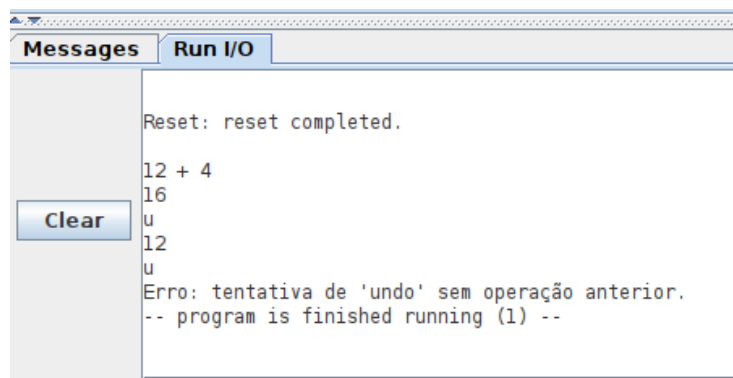 Messages Run I/O
Reset: reset completed.
12 + 4
16
Clear
u
12
u
Erro: tentativa de 'undo' sem operação anterior.
-- program is finished running (1) --